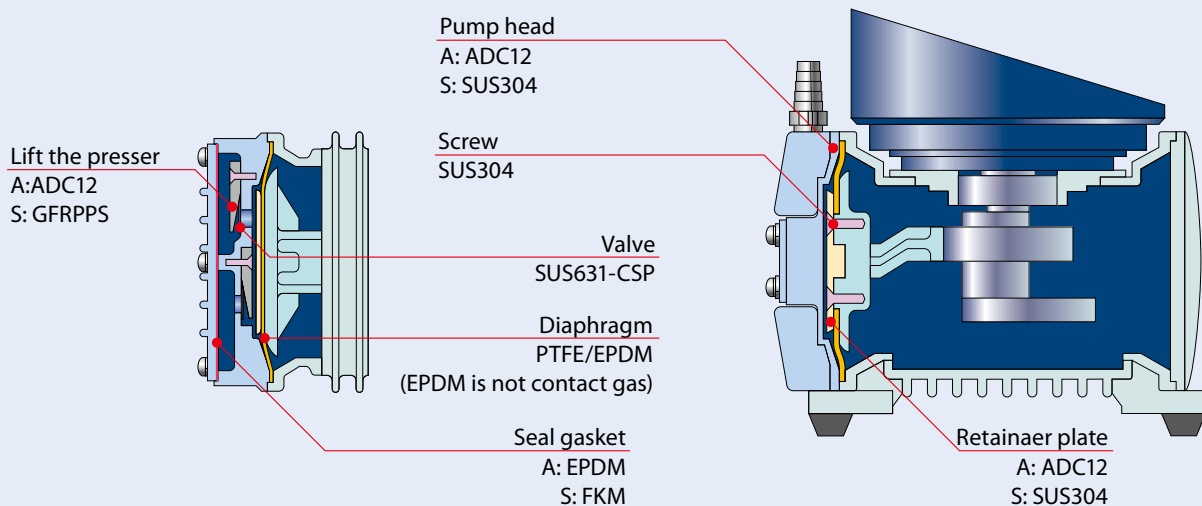 Pump head
A: ADC12
S: SUS304
Screw
SUS304
Lift the presser
A:ADC12
S: GFRPPS
Valve
SUS631-CSP
Diaphragm
PTFE/EPDM
(EPDM is not contact gas)
Seal gasket
A: EPDM
S: FKM
Retainaer plate
A: ADC12
S: SUS304